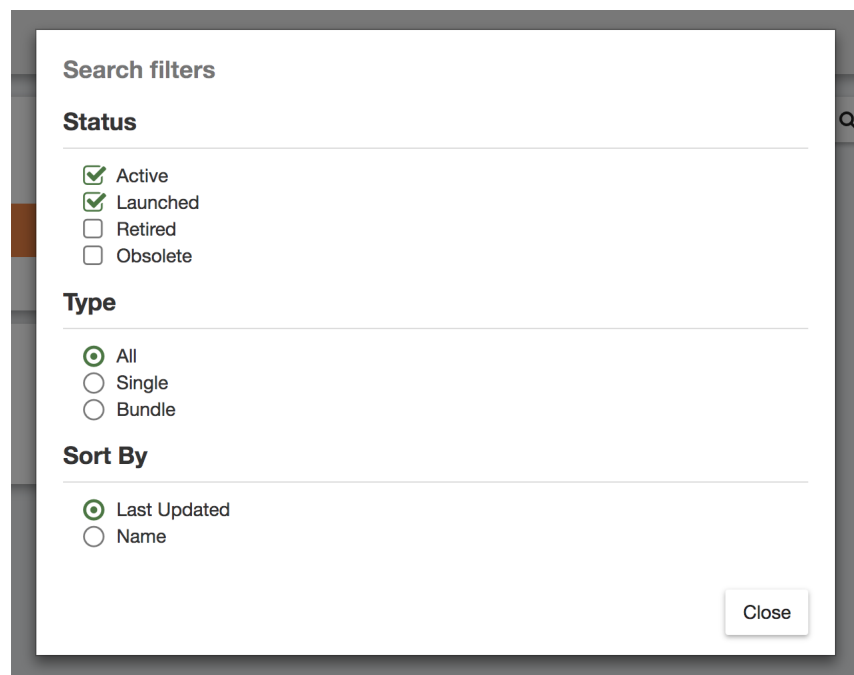 Search filters
Status
Active
Launched
Retired
Obsolete
Type
All
Single
Bundle
Sort By
Last Updated
Name
Close